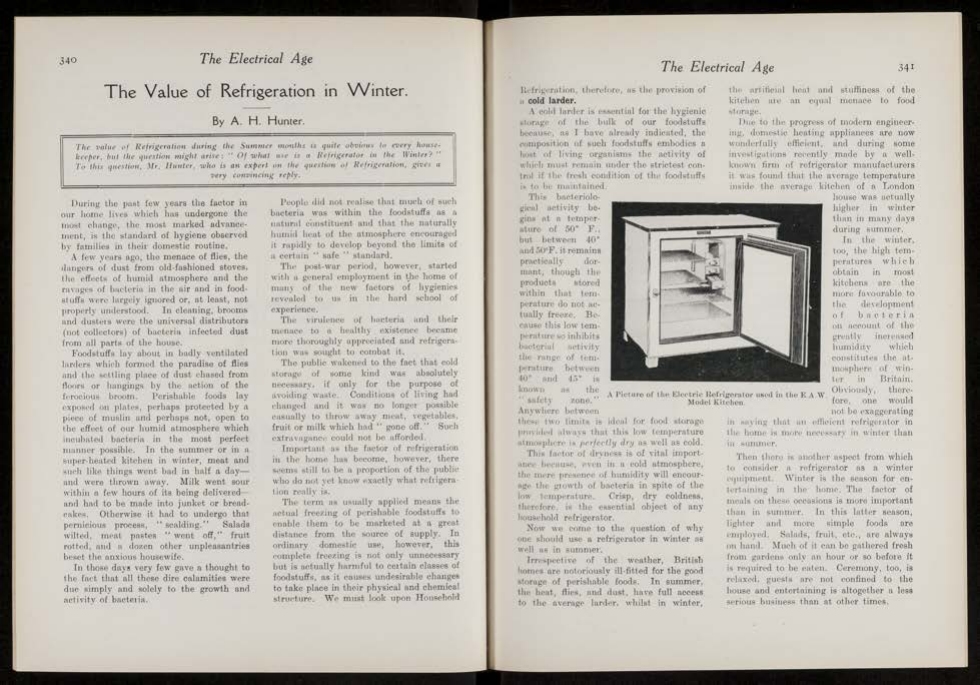 340
The Electrical Age
The Value of Refrigeration in Winter.
By A. H. Hunter.
The value of Refrigeration during the Summer months is quite obvious to every house-
keeper, but the question might arise: " Of what use is a Refrigerator in the Winter? "
To this question, Mr. Hunter, who is an expert on the question of Refrigeration, gives a
very convincing reply.
During the past few years the factor in
our home lives which has undergone the
most change, the most marked advance-
ment, is the standard of hygiene observed
by families in their domestic routine.
A few years ago, the menace of flies, the
dangers of dust from old-fashioned stoves,
the effects of humid atmosphere and the
ravages of bacteria in the air and in food-
stuffs were largely ignored or, at least, not
properly understood. In cleaning, brooms
and dusters were the universal distributors
(not collectors) of bacteria infected dust
from all parts of the house.
Foodstuffs lay about in badly ventilated
larders which formed the paradise of flies
and the settling place of dust chased from
floors or hangings by the action of the
ferocious broom. Perishable foods lay
exposed on plates, perhaps protected by a
piece of muslin and perhaps not, open to
the effect of our humid atmosphere which
incubated bacteria in the most perfect
manner possible. In the summer or in a
super-heated kitchen in winter, meat and
such like things went bad in half a day—
and were thrown away. Milk went sour
within a few hours of its being delivered—
and had to be made into junket or bread-
cakes. Otherwise it had to undergo that
pernicious process, " scalding." Salads
wilted, meat pastes " went off," fruit
rotted, and a dozen other unpleasantries
beset the anxious housewife.
In those days very few gave a thought to
the fact that all these dire calamities were
due simply and solely to the growth and
activity of bacteria.
People did not realise that much of such
bacteria was within the foodstuffs as a
natural constituent and that the naturally
humid heat of the atmosphere encouraged
it rapidly to develop beyond the limits of
a certain " safe " standard.
The post-war period, however, started
with a general employment in the home of
many of the new factors of hygienics
revealed to us in the hard school of
experience.
The virulence of bacteria and their
menace to a healthy existence became
more thoroughly appreciated and refrigera-
tion was sought to combat it.
The public wakened to the fact that cold
storage of some kind was absolutely
necessary, if only for the purpose of
avoiding waste. Conditions of living had
changed and it was no longer possible
casually to throw away meat, vegetables,
fruit or milk which had " gone off." Such
extravagance could not be afforded.
Important as the factor of refrigeration
in the home has become, however, there
seems still to be a proportion of the public
who do not yet know exactly what refrigera-
tion really is.
The term as usually applied means the
actual freezing of perishable foodstuffs to
enable them to be marketed at a great
distance from the source of supply. In
ordinary domestic use, however, this
complete freezing is not only unnecessary
but is actually harmful to certain classes of
foodstuffs, as it causes undesirable changes
to take place in their physical and chemical
structure. We must look upon Household
The Electrical Age
341
Refrigeration, therefore, as the provision of
a cold larder.
A cold larder is essential for the hygienic
storage of the bulk of our foodstuffs
because, as I have already indicated, the
composition of such foodstuffs embodies a
host of living organisms the activity of
which must remain under the strictest con-
trol if the fresh condition of the foodstuffs
is to be maintained.
This bacteriolo-
gical activity be-
gins at a temper-
ature of 50° F.,
but between 40°
and 50°F. it remains
practically dor-
mant, though the
products stored
within that tem-
perature do not ac-
tually freeze. Be-
cause this low tem-
perature so inhibits
bacterial activity
the range of tem-
perature between
40° and 45° is
known as the
" safety zone."
Anywhere between
these two limits is ideal for food storage
provided always that this low temperature
atmosphere is perfectly dry as well as cold.
This factor of dryness is of vital import-
ance because, even in a cold atmosphere,
the mere presence of humidity will encour-
age the growth of bacteria in spite of the
low temperature. Crisp, dry coldness,
therefore, is the essential object of any
household refrigerator.
Now we come to the question of why
one should use a refrigerator in winter as
well as in summer.
Irrespective of the weather, British
homes are notoriously ill-fitted for the good
storage of perishable foods. In summer,
the heat, flies, and dust, have full access
to the average larder, whilst in winter,
A Picture of the Electric Refrigerator used in the E.A.W.
Model Kitchen.
the artificial heat and stuffiness of the
kitchen are an equal menace to food
storage.
Due to the progress of modern engineer-
ing, domestic heating appliances are now
wonderfully efficient, and during some
investigations recently made by a well-
known firm of refrigerator manufacturers
it was found that the average temperature
inside the average kitchen of a London
house was actually
higher in winter
than in many days
during summer.
In the winter,
too, the high tem-
peratures which
obtain in most
kitchens are the
more favourable to
the development
of bacteria
on account of the
greatly increased
humidity which
constitutes the at-
mosphere of win-
ter in Britain.
Obviously, there-
fore, one would
not be exaggerating
in saying that an efficient refrigerator in
the home is more necessary in winter than
in summer.
Then there is another aspect from which
to consider a refrigerator as a winter
equipment. Winter is the season for en-
tertaining in the home. The factor of
meals on these occasions is more important
than in summer. In this latter season,
lighter and more simple foods are
employed. Salads, fruit, etc., are always
on hand. Much of it can be gathered fresh
from gardens only an hour or so before it
is required to be eaten. Ceremony, too, is
relaxed, guests are not confined to the
house and entertaining is altogether a less
serious business than at other times.